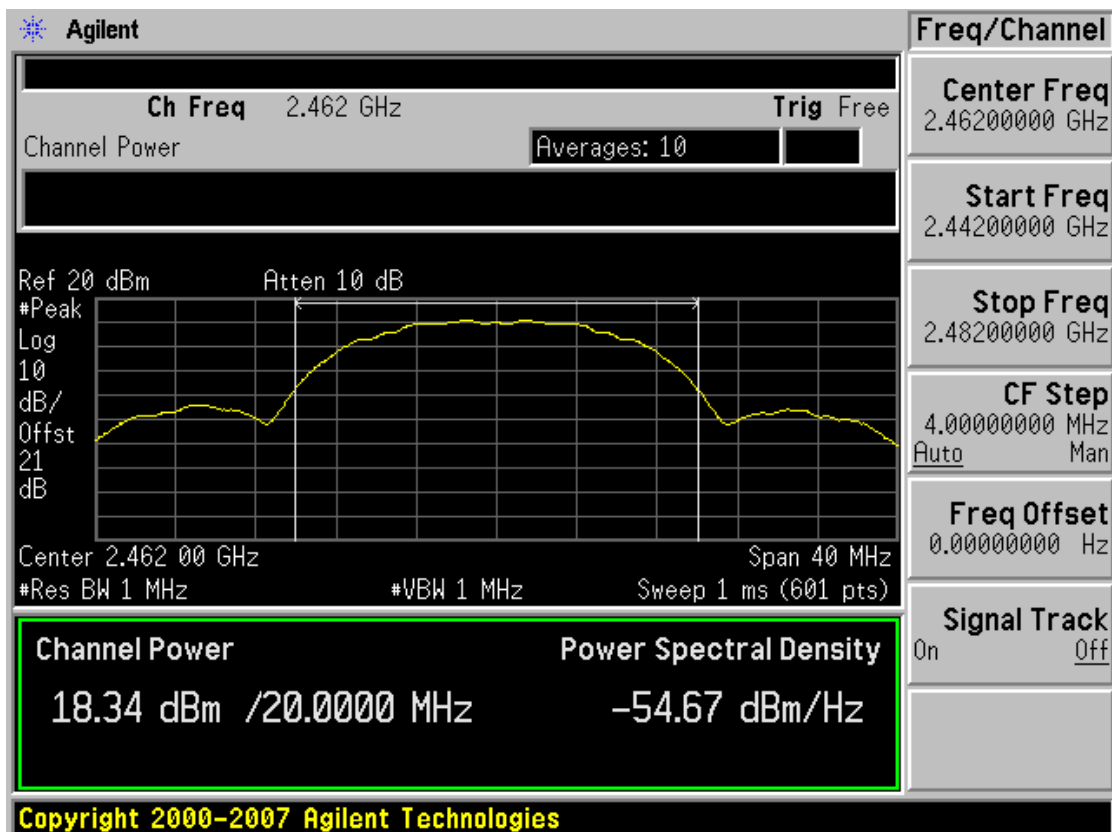 Agilent
Freq/Channel
Ch Freq 2.462 GHz Trig Free
Channel Power Averages: 10
Ref 20 dBm Atten 10 dB
#Peak
Log
10
dB/
Offst
21
dB
Center 2.462 00 GHz Span 40 MHz
#Res BW 1 MHz #VBW 1 MHz Sweep 1 ms (601 pts)
Channel Power Power Spectral Density
18.34 dBm /20.0000 MHz -54.67 dBm/Hz
Center Freq
2.46200000 GHz
Start Freq
2.44200000 GHz
Stop Freq
2.48200000 GHz
CF Step
4.00000000 MHz
Auto Man
Freq Offset
0.00000000 Hz
Signal Track
On Off
Copyright 2000-2007 Agilent Technologies